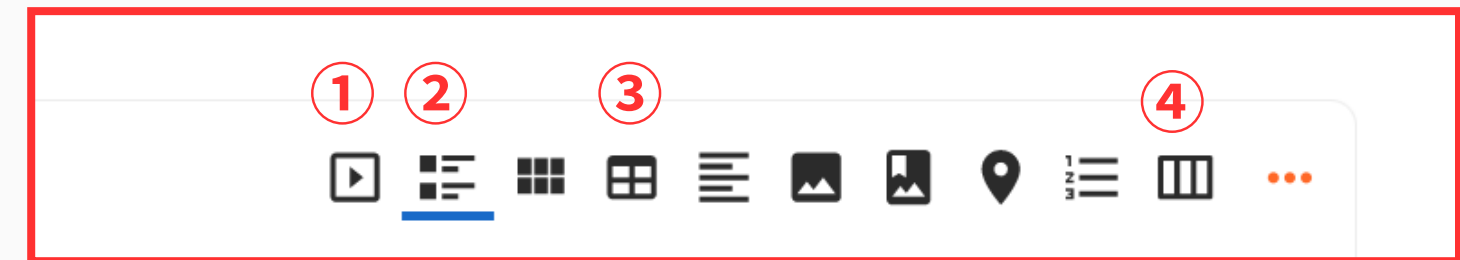 ① ② ③ ④